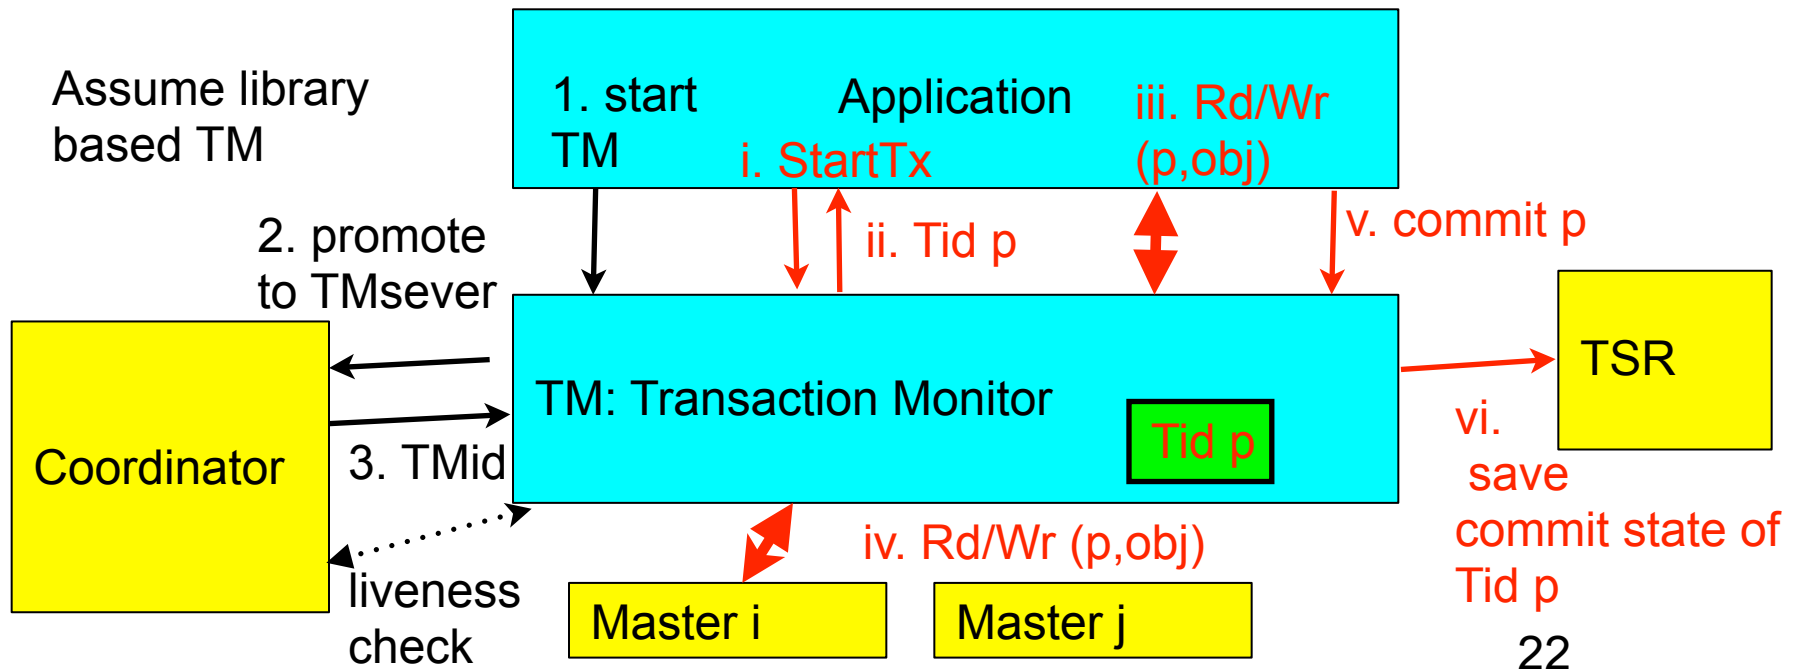 Assume library
based TM
1. start
TM
Application
i. StartTx
iii. Rd/Wr
(p,obj)
2. promote
to TMsever
ii. Tid p
v. commit p
Coordinator
3. TMid
TM: Transaction Monitor
Tid p
TSR
vi.
save
commit state of
Tid p
liveness
check
iv. Rd/Wr (p,obj)
Master i
Master j
22